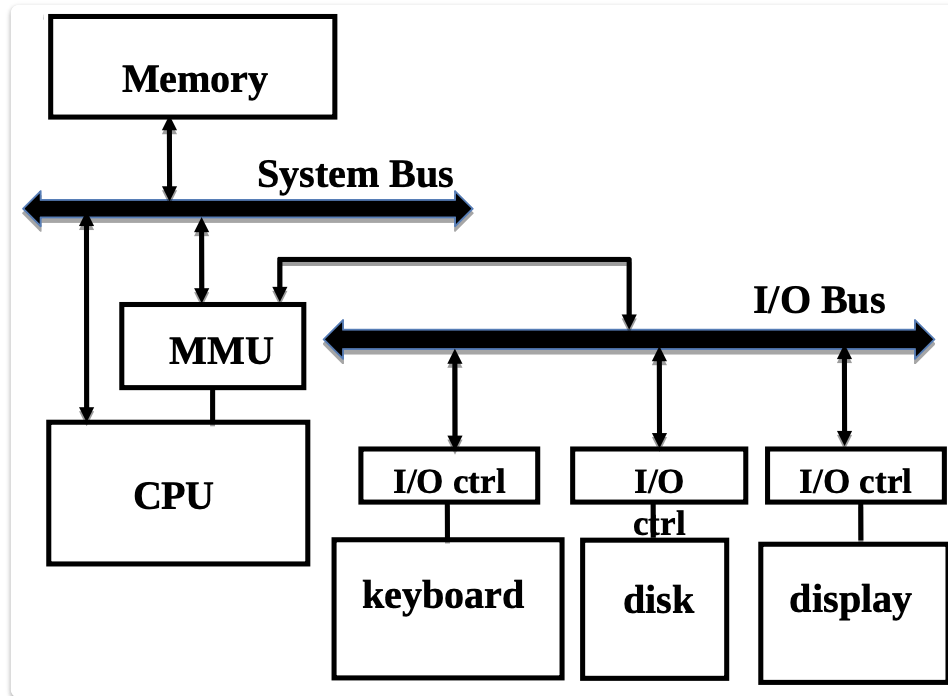 Memory
System Bus
I/O Bus
MMU
CPU
I/O ctrl
I/O
ctrl
I/O ctrl
keyboard
disk
display